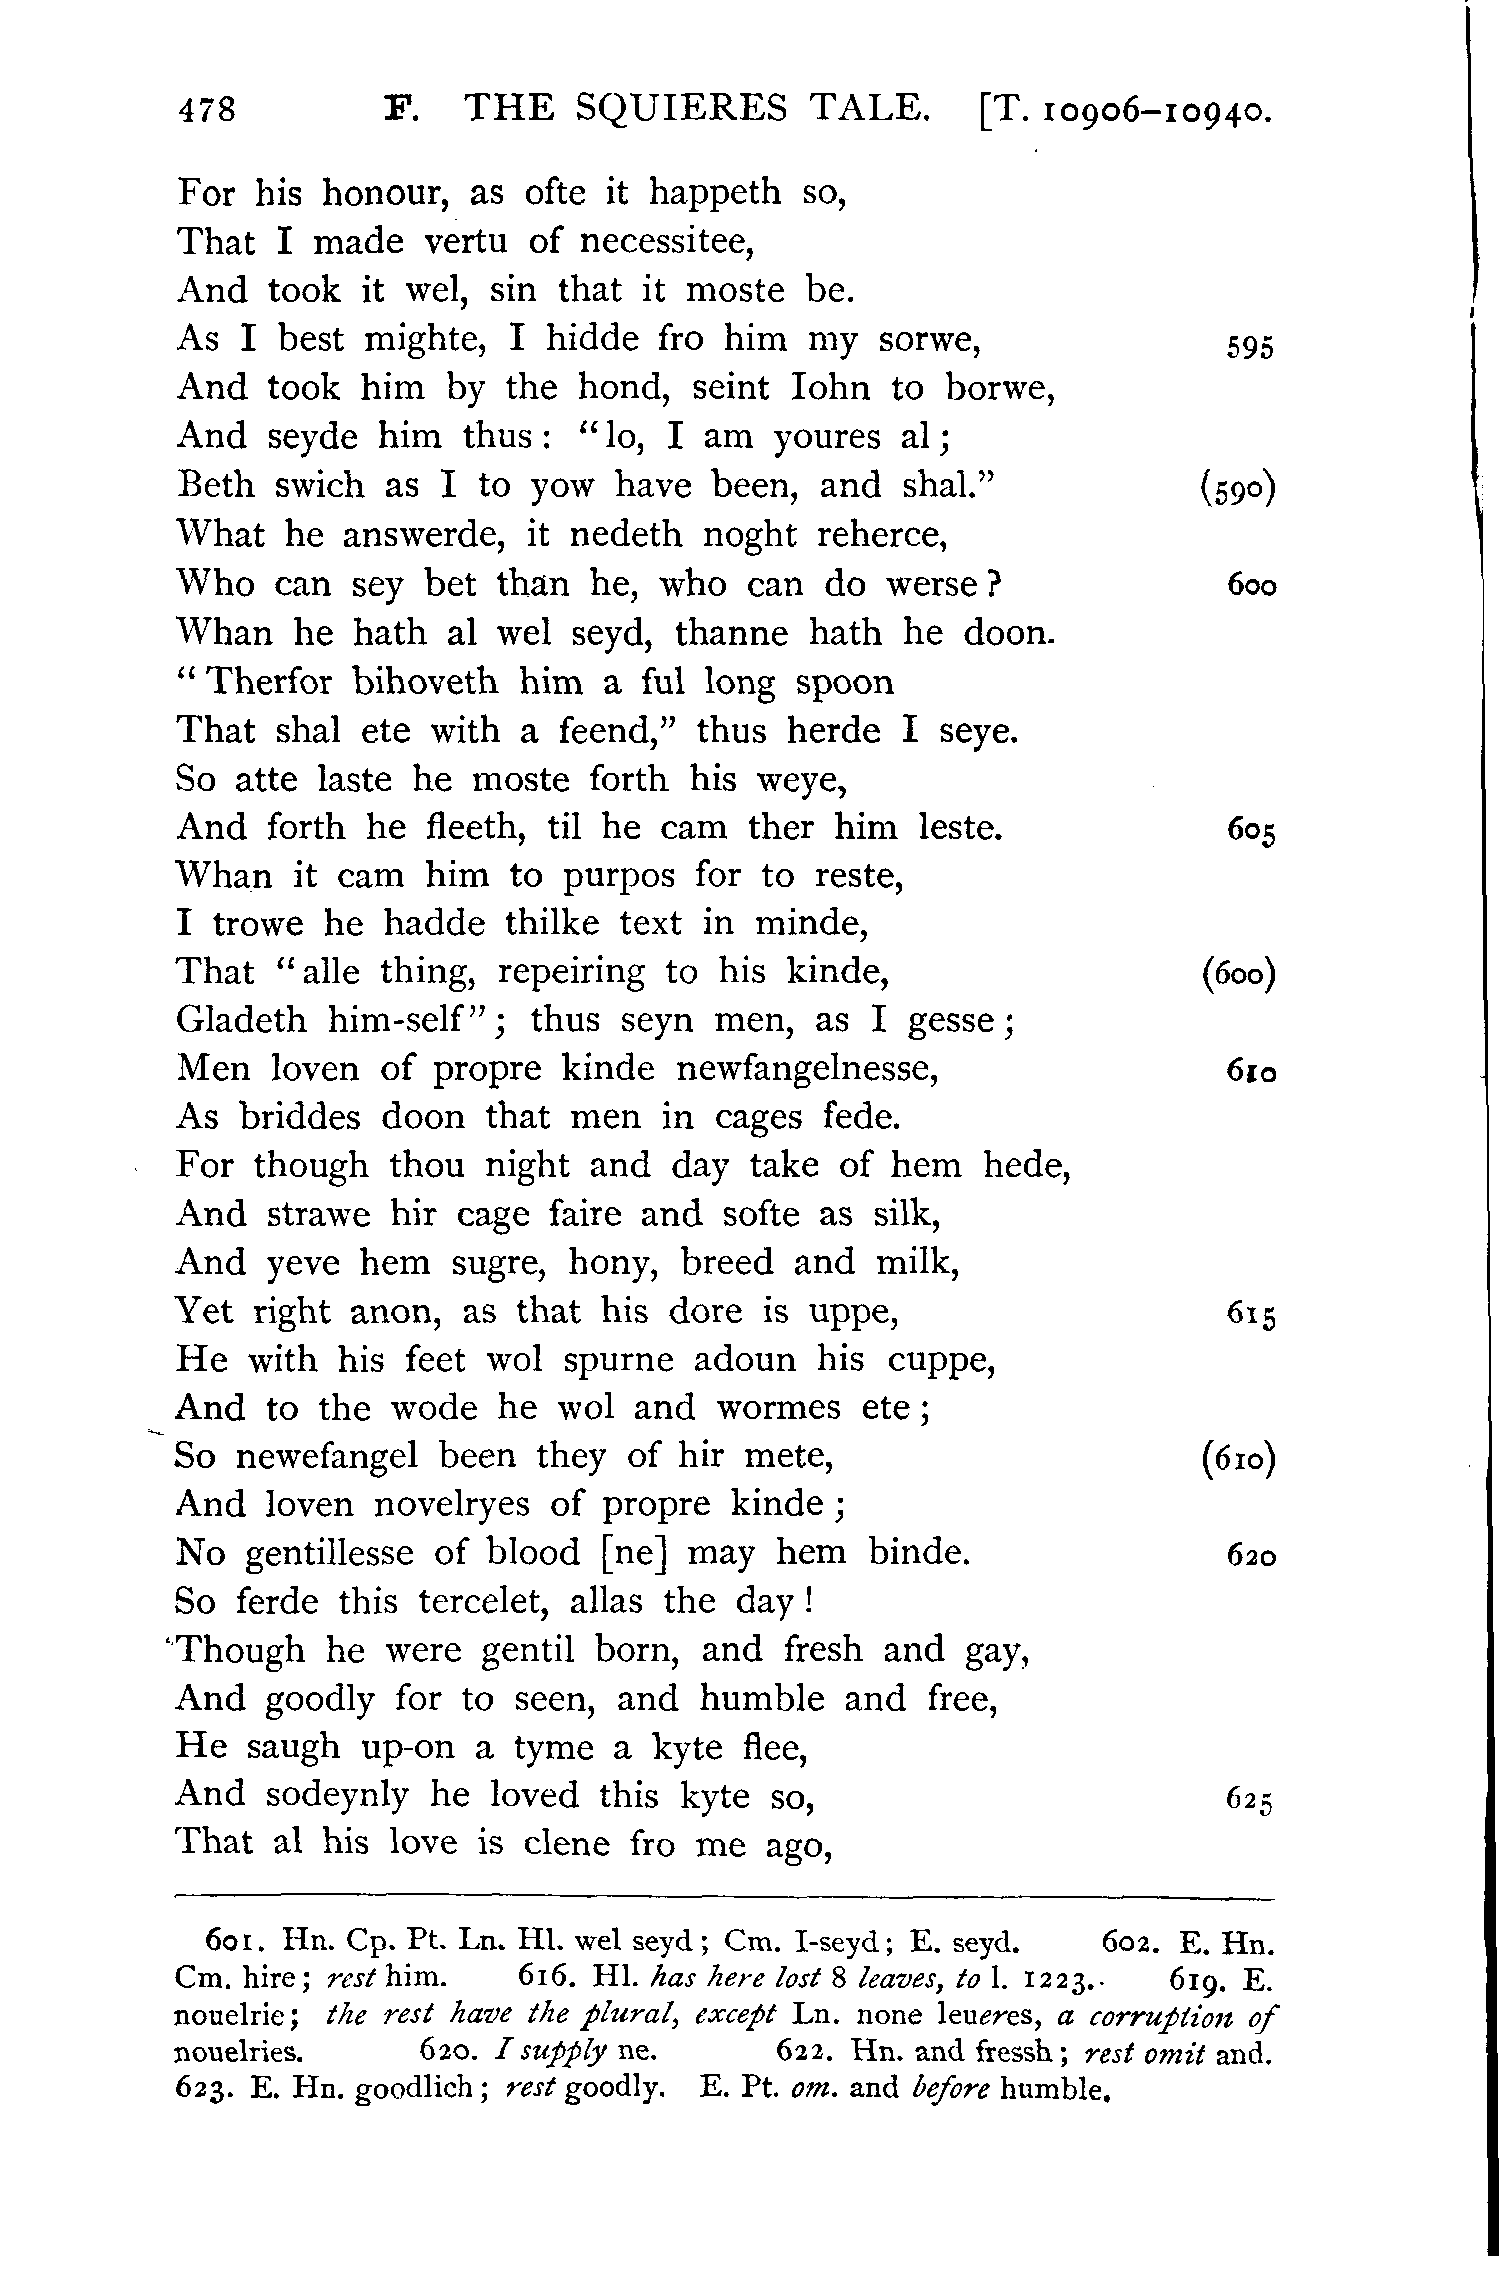 478 F. THE SQUIERES TALE. [T. 10906–10940.
For his honour, as ofte it happeth so,
That I made vertu of necessitee,
And took it wel, sin that it moste be.
As I best mighte, I hidde fro him my sorwe, 595
And took him by the hond, seint Iohn to borwe,
And seyde him thus: “lo, I am youres al;
Beth swich as I to yow have been, and shal.” (590)
What he answerde, it nedeth noght reherce,
Who can sey bet than he, who can do werse? 600
Whan he hath al wel seyd, thanne hath he doon.
“Therfor bihoveth him a ful long spoon
That shal ete with a feend,” thus herde I seye.
So atte laste he moste forth his weye,
And forth he fleeth, til he cam ther him leste. 605
Whan it cam him to purpos for to reste,
I trowe he hadde thilke text in minde,
That “alle thing, repeiring to his kinde, (600)
Gladeth him-self”; thus seyn men, as I gesse;
Men loven of propre kinde newfangelnesse, 610
As briddes doon that men in cages fede.
For though thou night and day take of hem hede,
And strawe hir cage faire and softe as silk,
And yeve hem sugre, hony, breed and milk,
Yet right anon, as that his dore is uppe, 615
He with his feet wol spurne adoun his cuppe,
And to the wode he wol and wormes ete;
So newefangel been they of hir mete, (610)
And loven novelryes of propre kinde;
No gentillesse of blood [ne] may hem binde. 620
So ferde this tercelet, allas the day!
Though he were gentil born, and fresh and gay,
And goodly for to seen, and humble and free,
He saugh up-on a tyme a kyte flee,
And sodeynly he loved this kyte so, 625
That al his love is clene fro me ago,
601. Hn. Cp. Pt. Ln. Hl. wel seyd; Cm. I-seyd; E. seyd. 602. E. Hn.
Cm. hire; rest him. 616. Hl. has here lost 8 leaves, to l. 1223. 619. E.
nouelrie; the rest have the plural, except Ln. none leueres, a corruption of
nouelries. 620. I supply ne. 622. Hn. and fressh; rest omit and.
623. E. Hn. goodlich; rest goodly. E. Pt. om. and before humble.